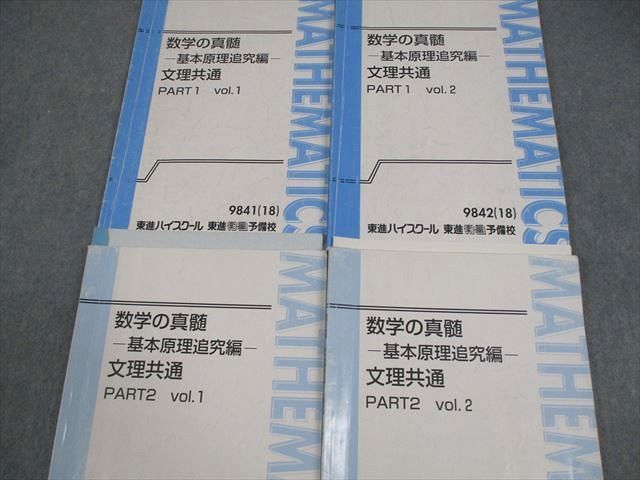 数学の真髄
―基本原理追究編―
文理共通
PART1 vol.1
9841(18)
東進ハイスクール 東進衛星予備校
MATHEMATICS
数学の真髄
―基本原理追究編―
文理共通
PART1 vol.2
9842(18)
東進ハイスクール 東進衛星予備校
MATHEMATICS
数学の真髄
―基本原理追究編―
文理共通
PART2 vol.1
MATHEM
数学の真髄
―基本原理追究編―
文理共通
PART2 vol.2
MATHEM